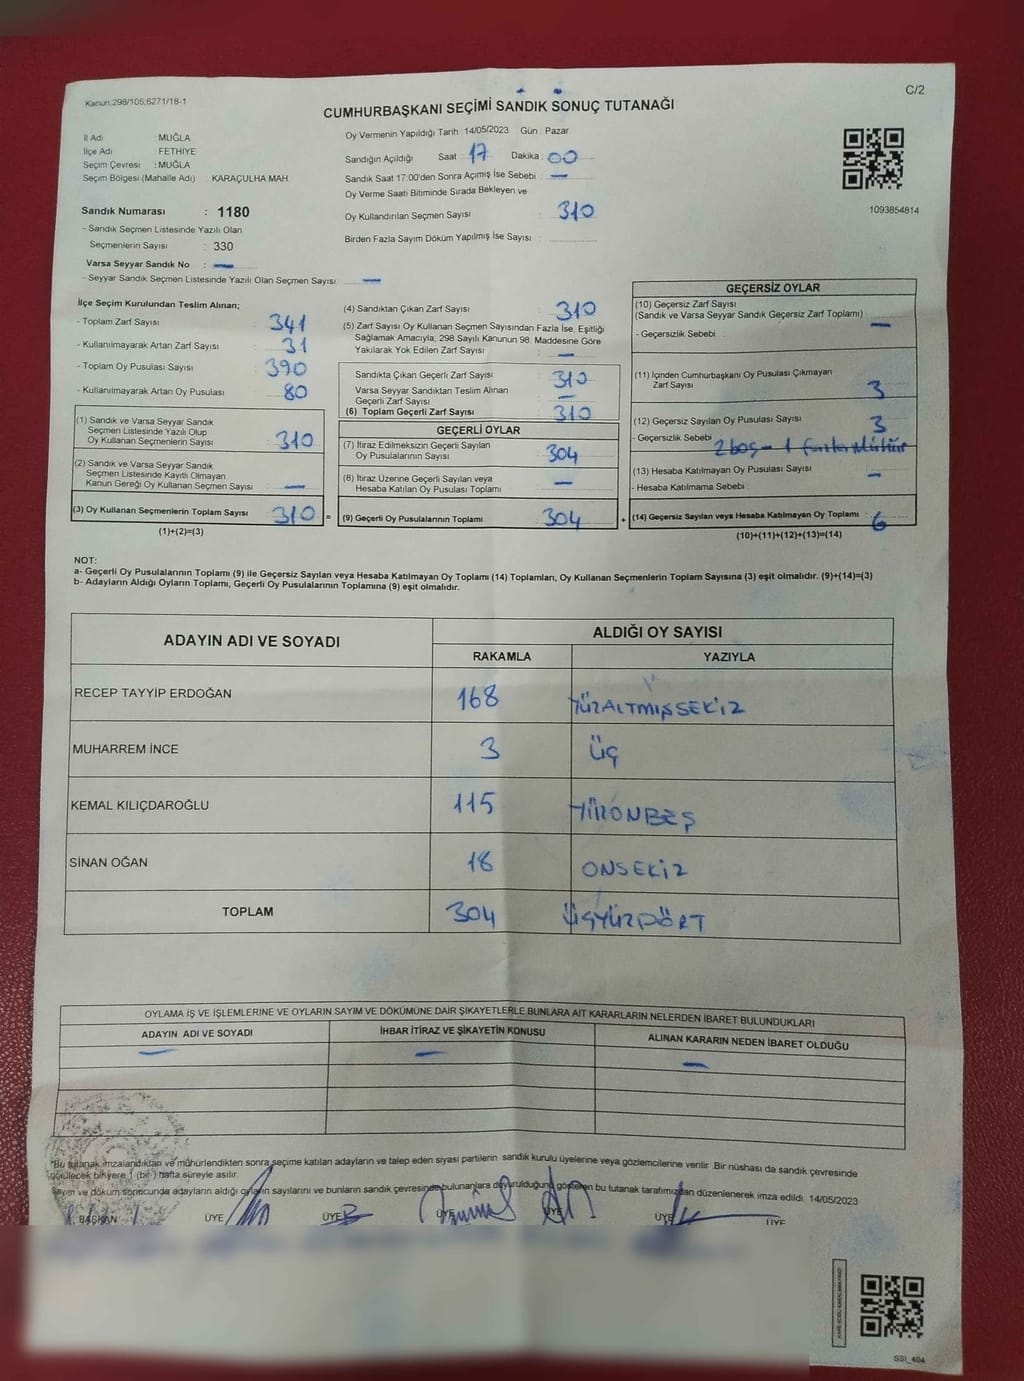 Kanun:298/105;6271/18-1
C/2
CUMHURBAŞKANI SEÇİMİ SANDIK SONUÇ TUTANAĞI
İl Adı MUĞLA
İlçe Adı FETHİYE
Seçim Çevresi : MUĞLA
Seçim Bölgesi (Mahalle Adı) : KARAÇULHA MAH.
Sandık Numarası : 1180
- Sandık Seçmen Listesinde Yazılı Olan
Seçmenlerin Sayısı : 330
Varsa Seyyar Sandık No : —
- Seyyar Sandık Seçmen Listesinde Yazılı Olan Seçmen Sayısı : —
Oy Vermenin Yapıldığı Tarih 14/05/2023 Gün : Pazar
Sandığın Açıldığı Saat : 17 Dakika : 00
Sandık Saat 17:00'den Sonra Açımış İse Sebebi : —
Oy Verme Saati Bitiminde Sırada Bekleyen ve
Oy Kullandırılan Seçmen Sayısı : 310
Birden Fazla Sayım Döküm Yapılmış İse Sayısı :
1093854814
İlçe Seçim Kurulundan Teslim Alınan;
- Toplam Zarf Sayısı : 341
- Kullanılmayarak Artan Zarf Sayısı : 31
- Toplam Oy Pusulası Sayısı : 390
- Kullanılmayarak Artan Oy Pusulası : 80
(1) Sandık ve Varsa Seyyar Sandık
Seçmen Listesinde Yazılı Olup
Oy Kullanan Seçmenlerin Sayısı : 310
(2) Sandık ve Varsa Seyyar Sandık
Seçmen Listesinde Kayıtlı Olmayan
Kanun Gereği Oy Kullanan Seçmen Sayısı : —
(3) Oy Kullanan Seçmenlerin Toplam Sayısı : 310 =
(1)+(2)=(3)
(4) Sandıktan Çıkan Zarf Sayısı : 310
(5) Zarf Sayısı Oy Kullanan Seçmen Sayısından Fazla İse, Eşitliği
Sağlamak Amacıyla; 298 Sayılı Kanunun 98. Maddesine Göre
Yakılarak Yok Edilen Zarf Sayısı : —
Sandıkta Çıkan Geçerli Zarf Sayısı : 310
Varsa Seyyar Sandıktan Teslim Alınan
Geçerli Zarf Sayısı : —
(6) Toplam Geçerli Zarf Sayısı : 310
GEÇERLİ OYLAR
(7) İtiraz Edilmeksizin Geçerli Sayılan
Oy Pusulalarının Sayısı : 304
(8) İtiraz Üzerine Geçerli Sayılan veya
Hesaba Katılan Oy Pusulası Toplamı : —
(9) Geçerli Oy Pusulalarının Toplamı : 304 +
GEÇERSİZ OYLAR
(10) Geçersiz Zarf Sayısı
(Sandık ve Varsa Seyyar Sandık Geçersiz Zarf Toplamı) : —
- Geçersizlik Sebebi :
(11) İçinden Cumhurbaşkanı Oy Pusulası Çıkmayan
Zarf Sayısı : 3
(12) Geçersiz Sayılan Oy Pusulası Sayısı : 3
- Geçersizlik Sebebi : 2 boş - 1 fazla Mühür
(13) Hesaba Katılmayan Oy Pusulası Sayısı : —
- Hesaba Katılmama Sebebi :
(14) Geçersiz Sayılan veya Hesaba Katılmayan Oy Toplamı : 6
(10)+(11)+(12)+(13)=(14)
NOT:
a- Geçerli Oy Pusulalarının Toplamı (9) ile Geçersiz Sayılan veya Hesaba Katılmayan Oy Toplamı (14) Toplamları, Oy Kullanan Seçmenlerin Toplam Sayısına (3) eşit olmalıdır. (9)+(14)=(3)
b- Adayların Aldığı Oyların Toplamı, Geçerli Oy Pusulalarının Toplamına (9) eşit olmalıdır.
ADAYIN ADI VE SOYADI ALDIĞI OY SAYISI
RAKAMLA YAZIYLA
RECEP TAYYİP ERDOĞAN 168 YÜZALTMIŞSEKİZ
MUHARREM İNCE 3 Üç
KEMAL KILIÇDAROĞLU 115 YÜZONBEŞ
SİNAN OĞAN 18 ONSEKİZ
TOPLAM 304 ÜÇYÜZDÖRT
OYLAMA İŞ VE İŞLEMLERİNE VE OYLARIN SAYIM VE DÖKÜMÜNE DAİR ŞİKAYETLERLE BUNLARA AİT KARARLARIN NELERDEN İBARET BULUNDUKLARI
ADAYIN ADI VE SOYADI İHBAR İTİRAZ VE ŞİKAYETİN KONUSU ALINAN KARARIN NEDEN İBARET OLDUĞU
— — —
*Bu tutanak imzalandıktan ve mühürlendikten sonra seçime katılan adayların ve talep eden siyasi partilerin sandık kurulu üyelerine veya gözlemcilerine verilir. Bir nüshası da sandık çevresinde
görülecek bir yere 1 (bir) hafta süreyle asılır.
Sayım ve döküm sonucunda adayların aldığı oyların sayılarını ve bunların sandık çevresinde bulunanlara duyurulduğunu gösteren bu tutanak tarafımızdan düzenlenerek imza edildi. 14/05/2023
BAŞKAN ÜYE ÜYE ÜYE ÜYE ÜYE ÜYE
SSI_404